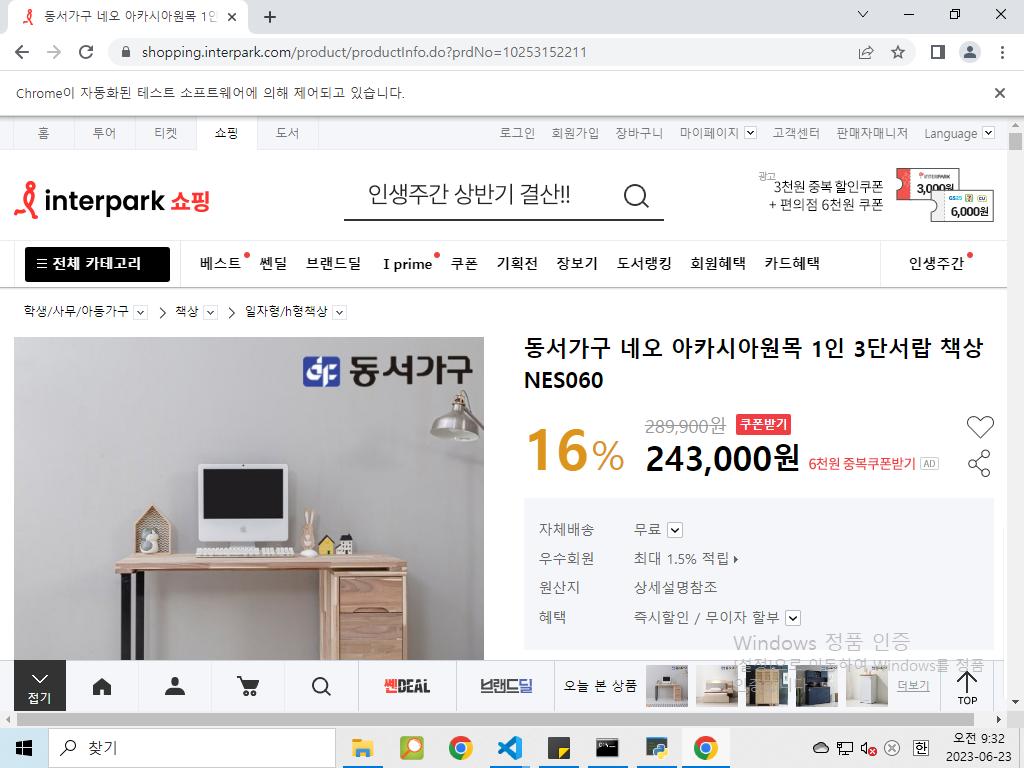 동서가구 네오 아카시아원목 1인
shopping.interpark.com/product/productInfo.do?prdNo=10253152211
Chrome이 자동화된 테스트 소프트웨어에 의해 제어되고 있습니다.
홈 투어 티켓 쇼핑 도서 로그인 회원가입 장바구니 마이페이지 고객센터 판매자매니저 Language
interpark 쇼핑
인생주간 상반기 결산!!
광고
3천원 중복 할인쿠폰
+ 편의점 6천원 쿠폰
INTERPARK
3,000원
GS25 CU
6,000원
전체 카테고리 베스트 쎈딜 브랜드딜 I prime 쿠폰 기획전 장보기 도서랭킹 회원혜택 카드혜택 인생주간
학생/사무/아동가구 책상 일자형/h형책상
동서가구
동서가구 네오 아카시아원목 1인 3단서랍 책상
NES060
289,900원 쿠폰받기
16% 243,000원 6천원 중복쿠폰받기 AD
자체배송 무료
우수회원 최대 1.5% 적립
원산지 상세설명참조
혜택 즉시할인 / 무이자 할부
Windows 정품 인증
[설정]으로 이동하여 Windows를 정품
접기
쎈DEAL 브랜드딜 오늘 본 상품 더보기
TOP
찾기
한
오전 9:32
2023-06-23